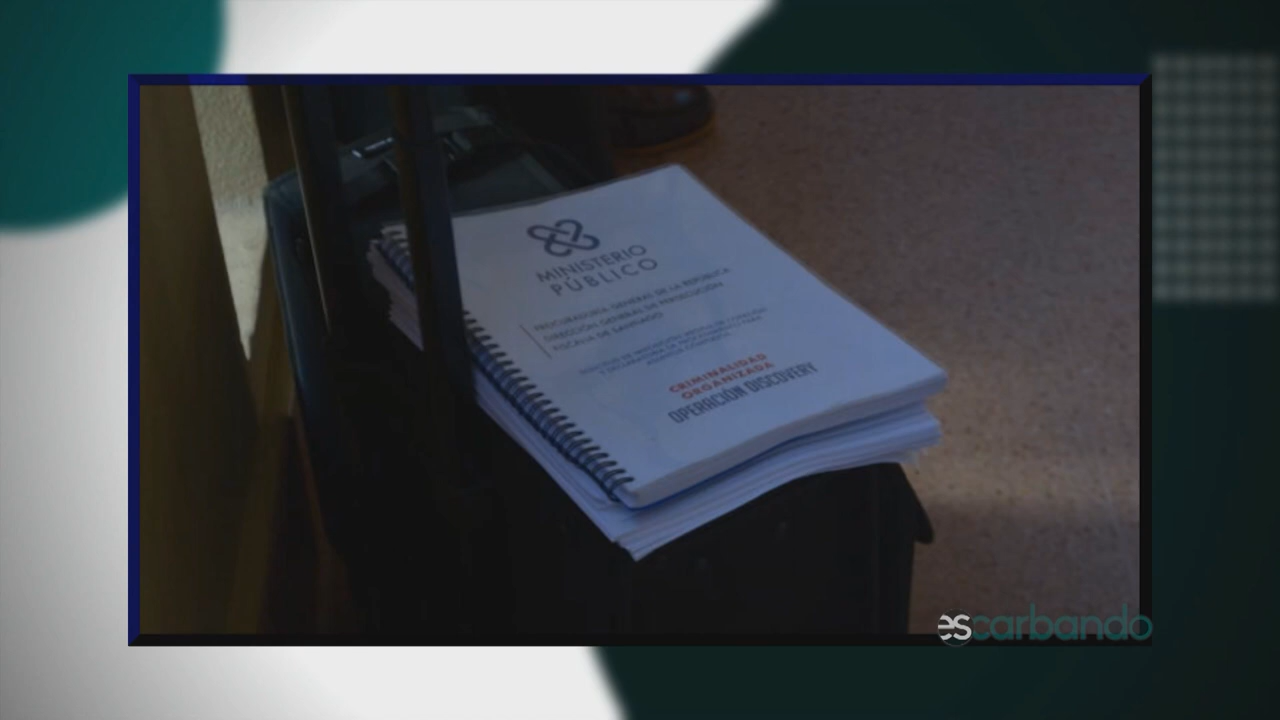 MINISTERIO
PÚBLICO
PROCURADURÍA GENERAL DE LA REPÚBLICA
DIRECCIÓN GENERAL DE PERSECUCIÓN
FISCALÍA DE SANTIAGO
CRIMINALIDAD
ORGANIZADA
OPERACIÓN DISCOVERY
escarbando